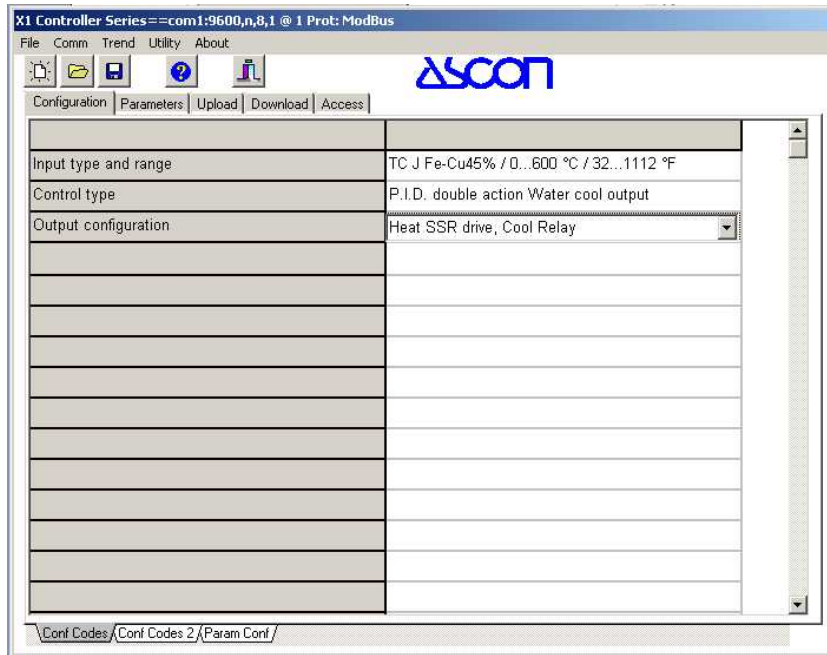 X1 Controller Series==com1:9600,n,8,1 @ 1 Prot: ModBus
File Comm Trend Utility About
ASCON
Configuration Parameters Upload Download Access
Input type and range TC J Fe-Cu45% / 0...600 °C / 32...1112 °F
Control type P.I.D. double action Water cool output
Output configuration Heat SSR drive, Cool Relay
Conf Codes Conf Codes 2 Param Conf